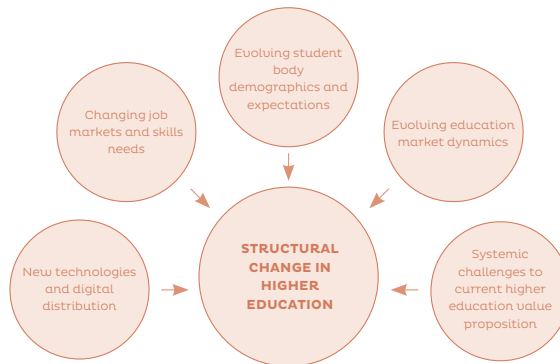 Evolving student
body
demographics and
expectations
Changing job
markets and skills
needs
Evolving education
market dynamics
New technologies
and digital
distribution
STRUCTURAL
CHANGE IN
HIGHER
EDUCATION
Systemic
challenges to
current higher
education value
proposition